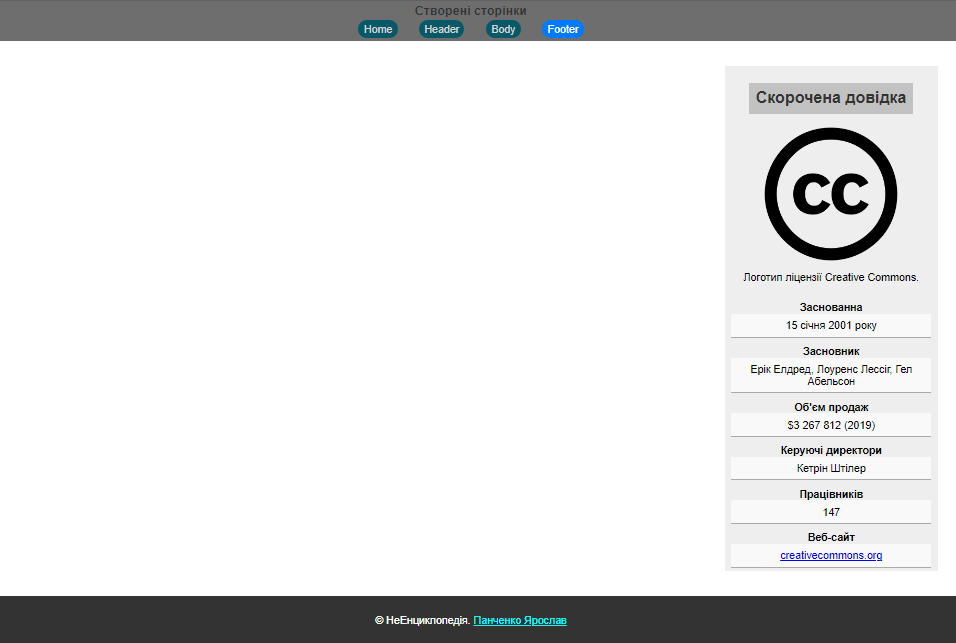 Створені сторінки
Home Header Body Footer
Скорочена довідка
cc
Логотип ліцензії Creative Commons.
Заснованна
15 січня 2001 року
Засновник
Ерік Елдред, Лоуренс Лессіг, Гел
Абельсон
Об'єм продаж
$3 267 812 (2019)
Керуючі директори
Кетрін Штілер
Працівників
147
Веб-сайт
creativecommons.org
© НеЕнциклопедія. Панченко Ярослав